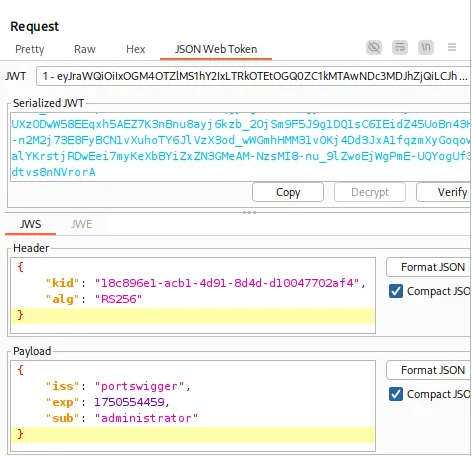 Request
Pretty Raw Hex JSON Web Token \n
JWT 1 - eyJraWQiOiIxOGM4OTZlMS1hY2IxLTRkOTEtOGQ0ZC1kMTAwNDc3MDJhZjQiLCJh ...
Serialized JWT
UXz0DwW58EEqxh5AEZ7K3nBnu8ayj6kzb_2OjSm9F5J9glDQ1sC6IEidZ45UoBn43H
-n2M2j73E8FyBCN1vXuhoTY6JlVzX3od_wWGmhHMM31vOKj4Dd3JxA1fqzmXyGoqov
alYKrstjRDwEei7myKeXbBYiZxZN3GMeAM-NzsMI8-nu_9lZwoEjWgPmE-UQYogUf3
dtvs8nNVrorA
Copy Decrypt Verify
JWS JWE
Header
{
"kid": "18c896e1-acb1-4d91-8d4d-d10047702af4",
"alg": "RS256"
}
Format JSON
Compact JSO
Payload
{
"iss": "portswigger",
"exp": 1750554459,
"sub": "administrator"
}
Format JSON
Compact JSO